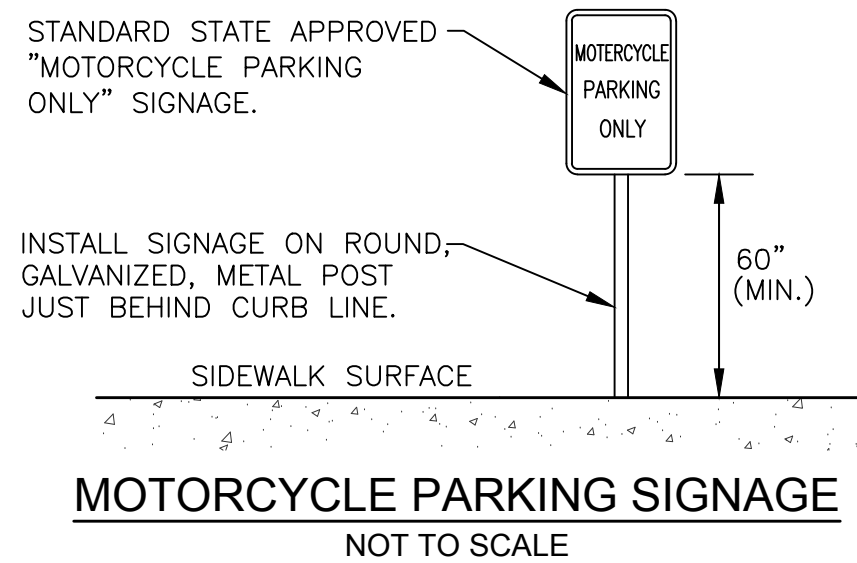 STANDARD STATE APPROVED
"MOTORCYCLE PARKING
ONLY" SIGNAGE.
MOTERCYCLE
PARKING
ONLY
INSTALL SIGNAGE ON ROUND,
GALVANIZED, METAL POST
JUST BEHIND CURB LINE.
60"
(MIN.)
SIDEWALK SURFACE
MOTORCYCLE PARKING SIGNAGE
NOT TO SCALE